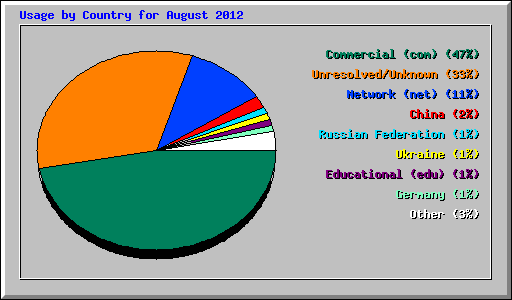 Usage by Country for August 2012
Commercial (com) (47%)
Unresolved/Unknown (33%)
Network (net) (11%)
China (2%)
Russian Federation (1%)
Ukraine (1%)
Educational (edu) (1%)
Germany (1%)
Other (3%)